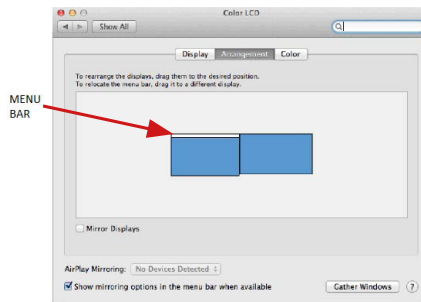 Color LCD
Show All
Display Arrangement Color
To rearrange the displays, drag them to the desired position.
To relocate the menu bar, drag it to a different display.
MENU
BAR
Mirror Displays
AirPlay Mirroring: No Devices Detected
Show mirroring options in the menu bar when available
Gather Windows ?